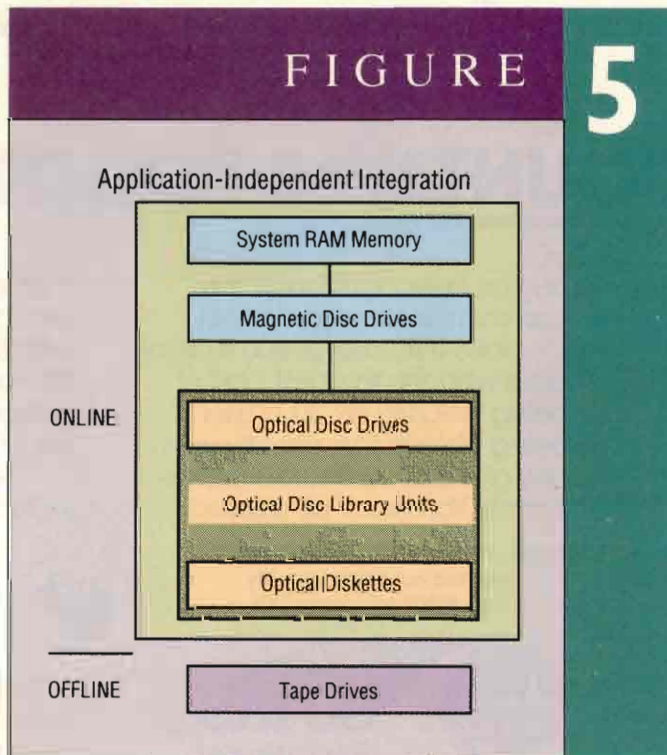 FIGURE 5
Application-Independent Integration
System RAM Memory
Magnetic Disc Drives
ONLINE
Optical Disc Drives
Optical Disc Library Units
Optical Diskettes
OFFLINE
Tape Drives